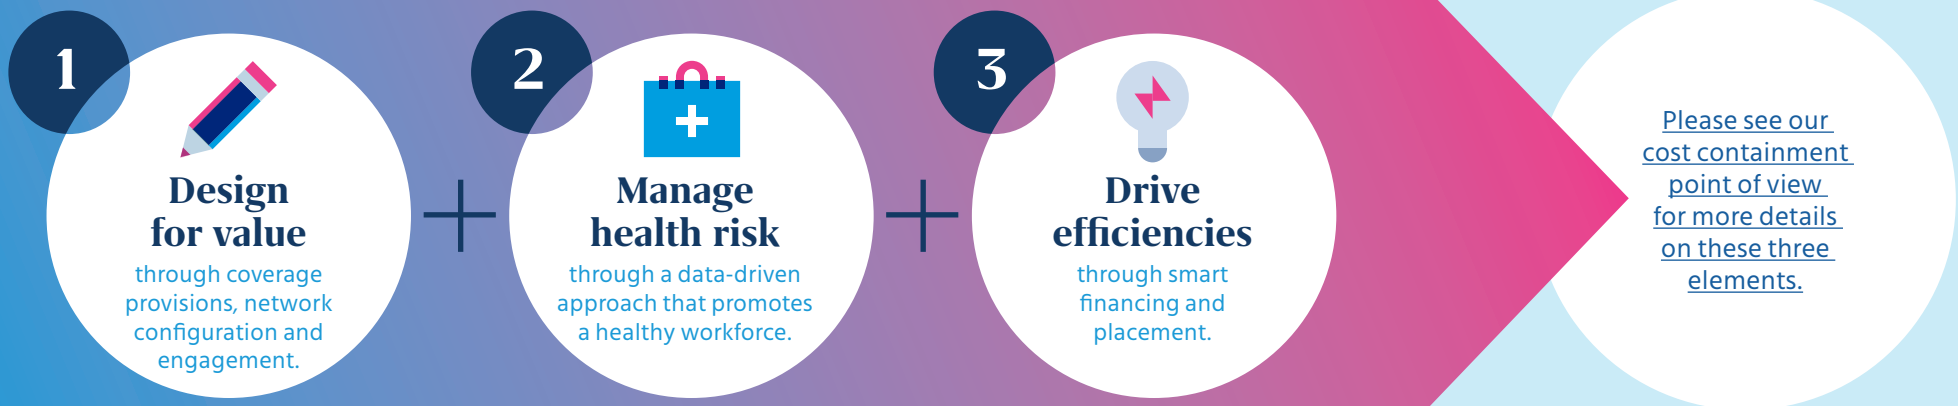 1
Design
for value
through coverage
provisions, network
configuration and
engagement.
2
Manage
health risk
through a data-driven
approach that promotes
a healthy workforce.
3
Drive
efficiencies
through smart
financing and
placement.
Please see our
cost containment
point of view
for more details
on these three
elements.